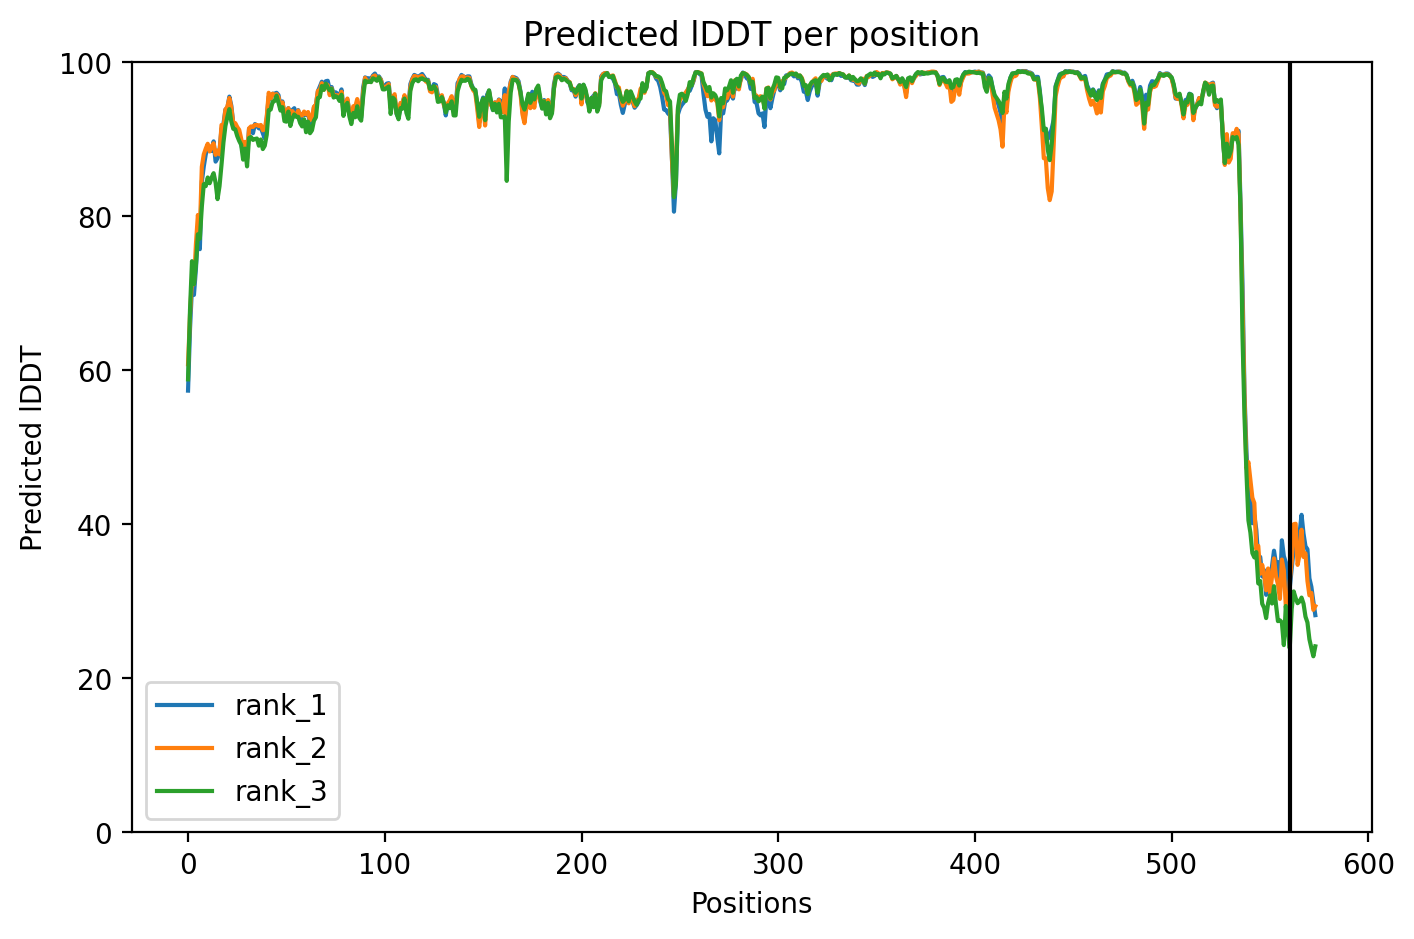 Predicted lDDT per position
100
80
60
40
20
0
Predicted lDDT
rank_1
rank_2
rank_3
0 100 200 300 400 500 600
Positions